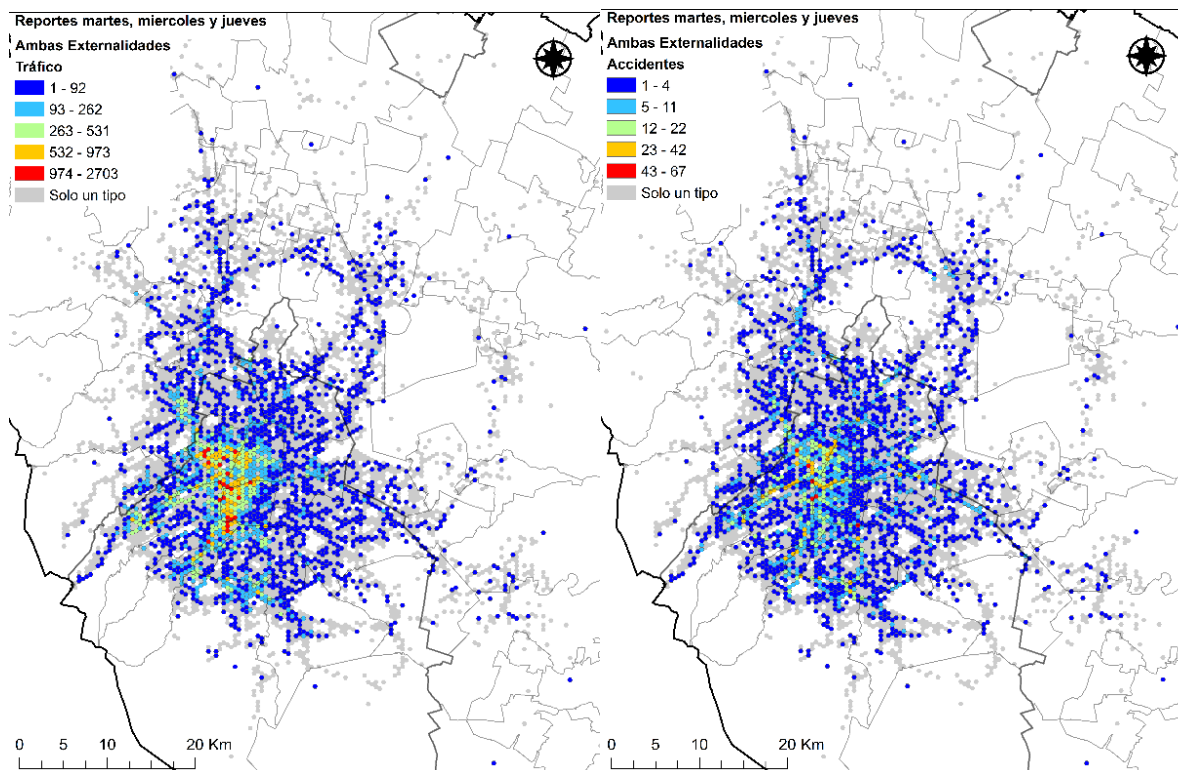 Reportes martes, miercoles y jueves
Ambas Externalidades
Tráfico
1 - 92
93 - 262
263 - 531
532 - 973
974 - 2703
Solo un tipo
0 5 10 20 Km
Reportes martes, miercoles y jueves
Ambas Externalidades
Accidentes
1 - 4
5 - 11
12 - 22
23 - 42
43 - 67
Solo un tipo
0 5 10 20 Km